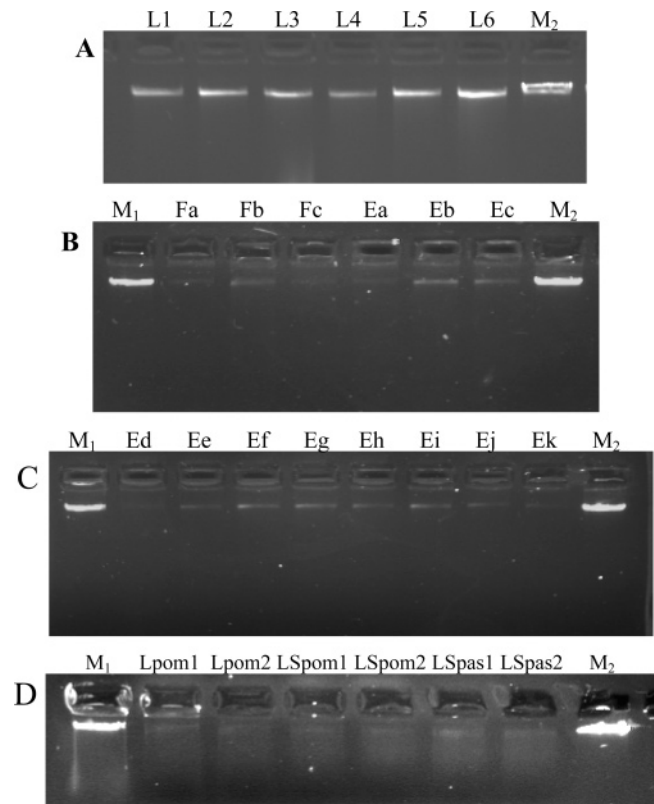 L1 L2 L3 L4 L5 L6 M₂
A
M₁ Fa Fb Fc Ea Eb Ec M₂
B
M₁ Ed Ee Ef Eg Eh Ei Ej Ek M₂
C
M₁ Lpom1 Lpom2 LSpom1 LSpom2 LSpas1 LSpas2 M₂
D